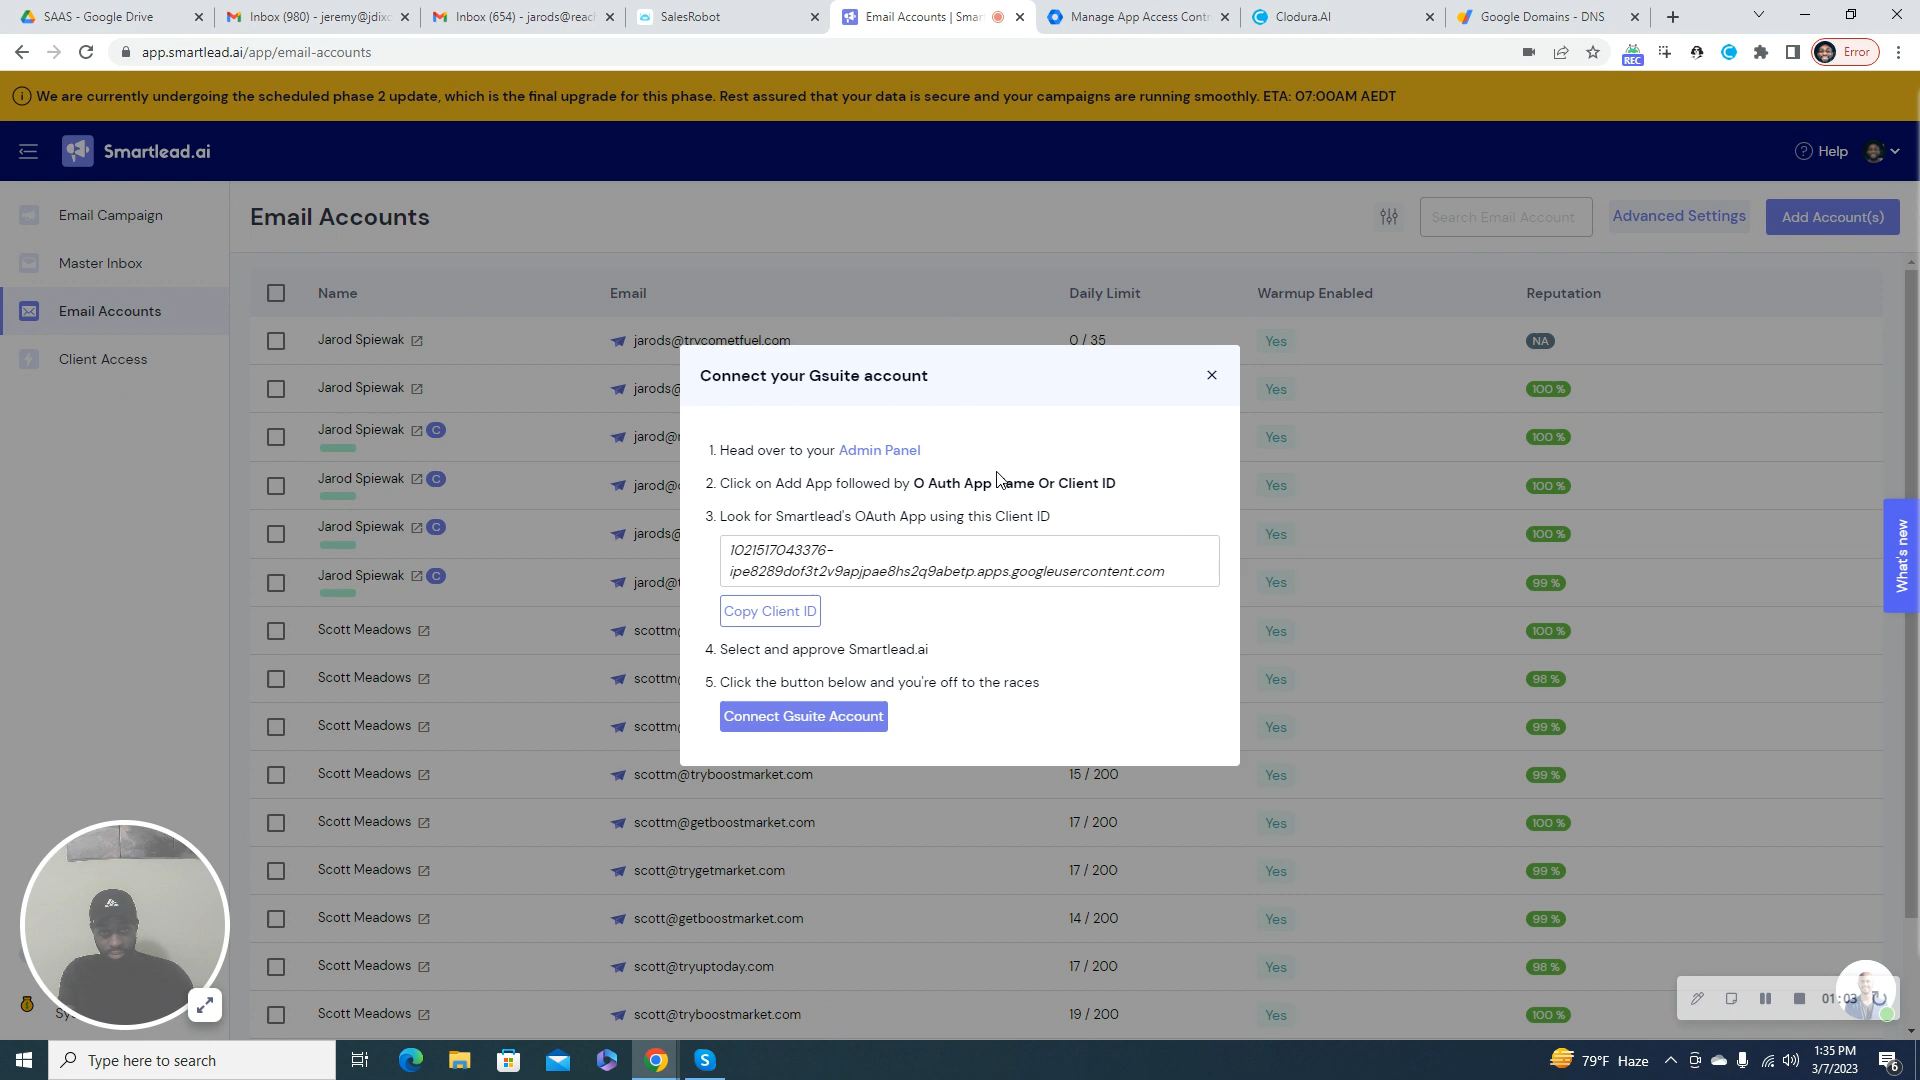 SAAS - Google Drive
Inbox (980) - jeremy@jdixo
Inbox (654) - jarods@reac
SalesRobot
Email Accounts | Smar
Manage App Access Contr
Clodura.AI
Google Domains - DNS
app.smartlead.ai/app/email-accounts
REC
Error
We are currently undergoing the scheduled phase 2 update, which is the final upgrade for this phase. Rest assured that your data is secure and your campaigns are running smoothly. ETA: 07:00AM AEDT
Smartlead.ai
Help
Email Campaign
Master Inbox
Email Accounts
Client Access
Email Accounts
Search Email Account
Advanced Settings
Add Account(s)
Name Email Daily Limit Warmup Enabled Reputation
Jarod Spiewak jarods@trycometfuel.com 0 / 35 Yes NA
Jarod Spiewak jarods@ Yes 100 %
Jarod Spiewak C jarod@ Yes 100 %
Jarod Spiewak C jarods@ Yes 100 %
Jarod Spiewak C jarods@ Yes 100 %
Jarod Spiewak C jarod@ Yes 99 %
Scott Meadows scottm Yes 100 %
Scott Meadows scottm Yes 98 %
Scott Meadows scottm Yes 99 %
Scott Meadows scottm@tryboostmarket.com 15 / 200 Yes 99 %
Scott Meadows scottm@getboostmarket.com 17 / 200 Yes 100 %
Scott Meadows scott@trygetmarket.com 17 / 200 Yes 99 %
Scott Meadows scott@getboostmarket.com 14 / 200 Yes 99 %
Scott Meadows scott@tryuptoday.com 17 / 200 Yes 98 %
Scott Meadows scott@tryboostmarket.com 19 / 200 Yes 100 %
Connect your Gsuite account
1. Head over to your Admin Panel
2. Click on Add App followed by O Auth App Name Or Client ID
3. Look for Smartlead's OAuth App using this Client ID
1021517043376-
ipe8289dof3t2v9apjpae8hs2q9abetp.apps.googleusercontent.com
Copy Client ID
4. Select and approve Smartlead.ai
5. Click the button below and you're off to the races
Connect Gsuite Account
What's new
01:03
Type here to search
79°F Haze
1:35 PM
3/7/2023
6